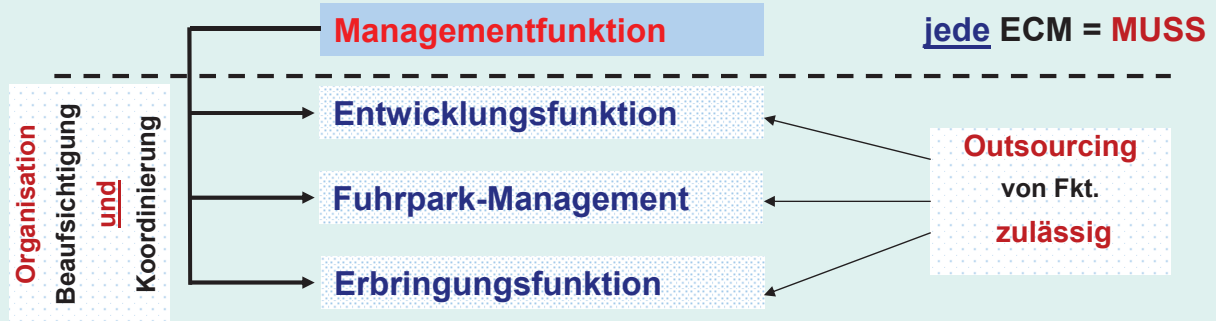 Managementfunktion
jede ECM = MUSS
Organisation
Beaufsichtigung
und
Koordinierung
Entwicklungsfunktion
Fuhrpark-Management
Erbringungsfunktion
Outsourcing
von Fkt.
zulässig